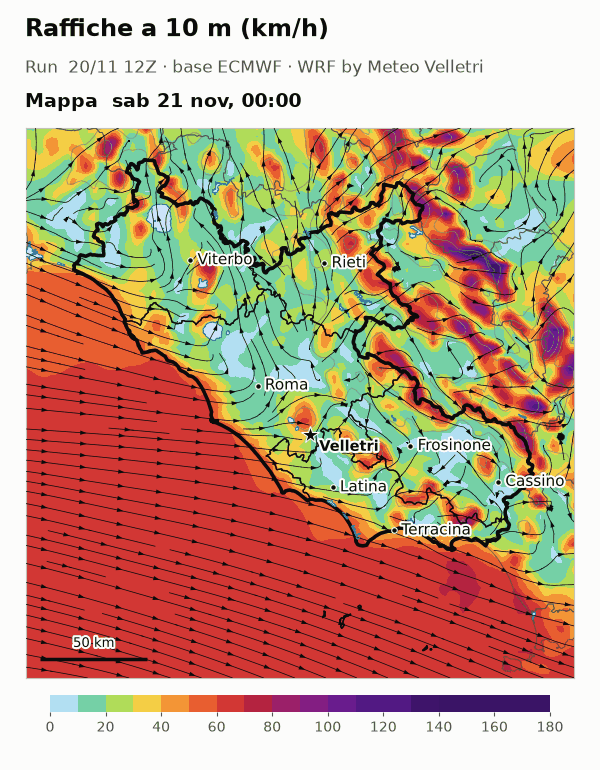 Raffiche a 10 m (km/h)
Run 20/11 12Z · base ECMWF · WRF by Meteo Velletri
Mappa sab 21 nov, 00:00
Viterbo
Rieti
Roma
Velletri
Frosinone
Cassino
Latina
Terracina
50 km
0 20 40 60 80 100 120 140 160 180